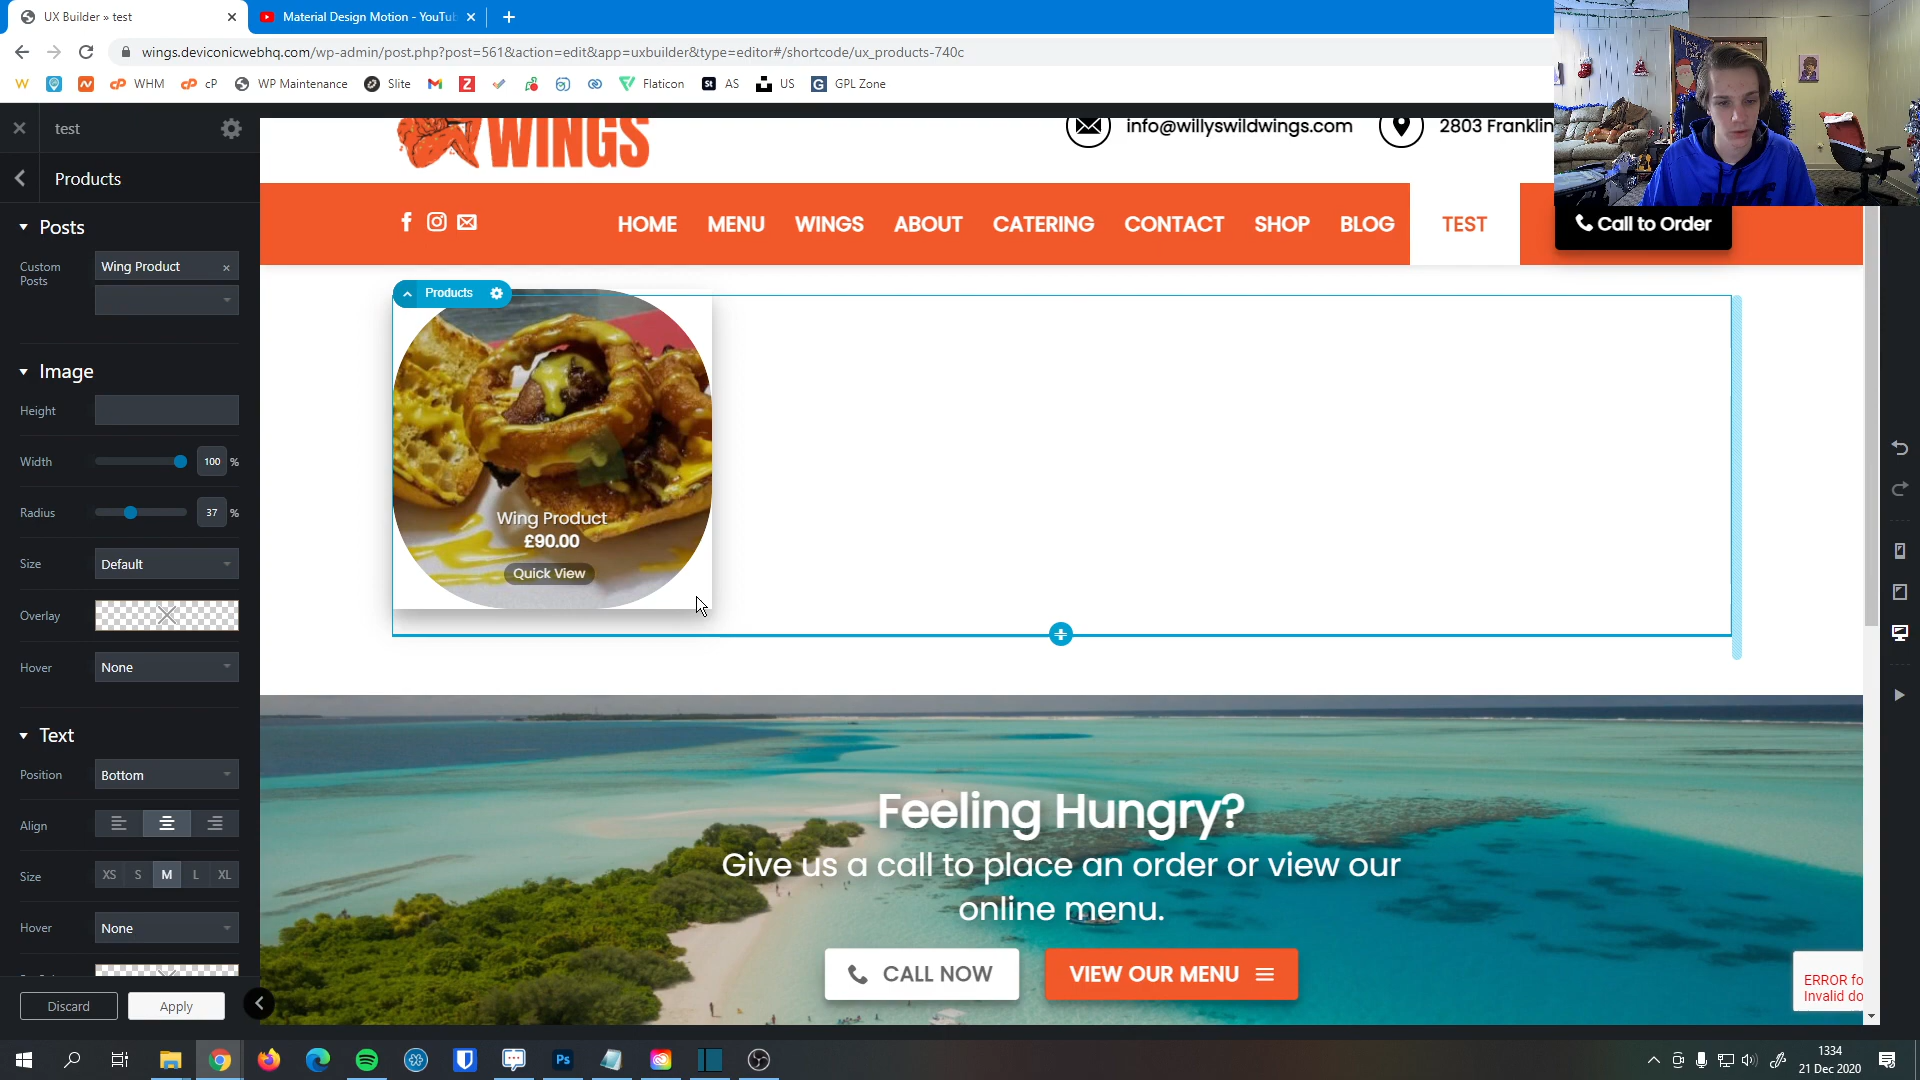 UX Builder » test
Material Design Motion - YouTub
wings.deviconicwebhq.com/wp-admin/post.php?post=561&action=edit&app=uxbuilder&type=editor#/shortcode/ux_products-740c
WHM
cP
WP Maintenance
Slite
Flaticon
AS
US
GPL Zone
test
Products
Posts
Custom Posts
Wing Product
Image
Height
Width
100
%
Radius
37
%
Size
Default
Overlay
Hover
None
Text
Position
Bottom
Align
Size
XS
S
M
L
XL
Hover
None
Discard
Apply
WINGS
info@willyswildwings.com
2803 Franklin
HOME
MENU
WINGS
ABOUT
CATERING
CONTACT
SHOP
BLOG
TEST
Call to Order
Products
Wing Product
£90.00
Quick View
Feeling Hungry?
Give us a call to place an order or view our
online menu.
CALL NOW
VIEW OUR MENU
ERROR fo
Invalid do
1334
21 Dec 2020